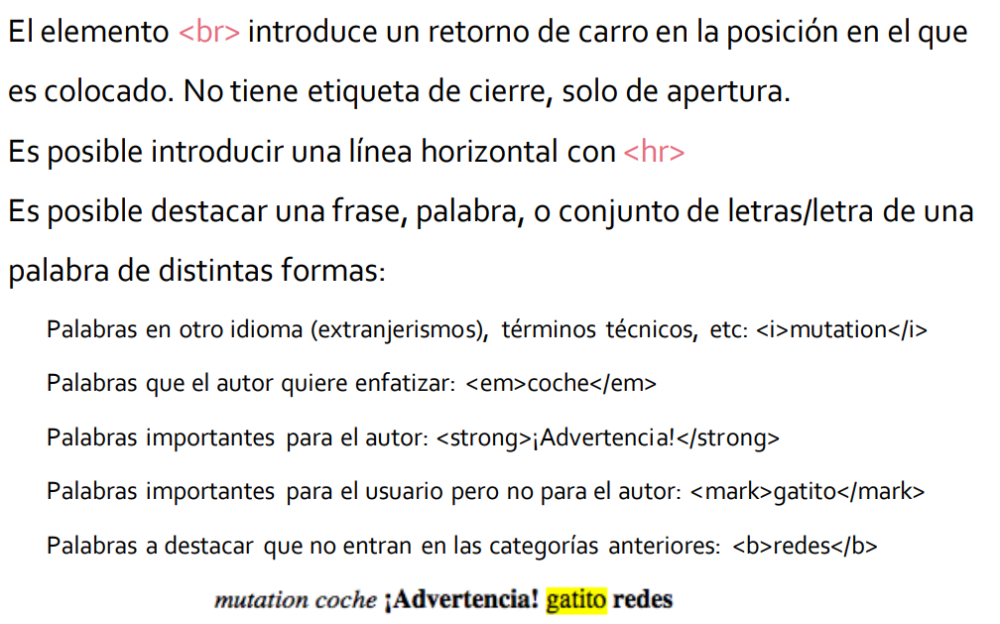 El elemento <br> introduce un retorno de carro en la posición en el que
es colocado. No tiene etiqueta de cierre, solo de apertura.
Es posible introducir una línea horizontal con <hr>
Es posible destacar una frase, palabra, o conjunto de letras/letra de una
palabra de distintas formas:
Palabras en otro idioma (extranjerismos), términos técnicos, etc: <i>mutation</i>
Palabras que el autor quiere enfatizar: <em>coche</em>
Palabras importantes para el autor: <strong>¡Advertencia!</strong>
Palabras importantes para el usuario pero no para el autor: <mark>gatito</mark>
Palabras a destacar que no entran en las categorías anteriores: <b>redes</b>
mutation coche ¡Advertencia! gatito redes